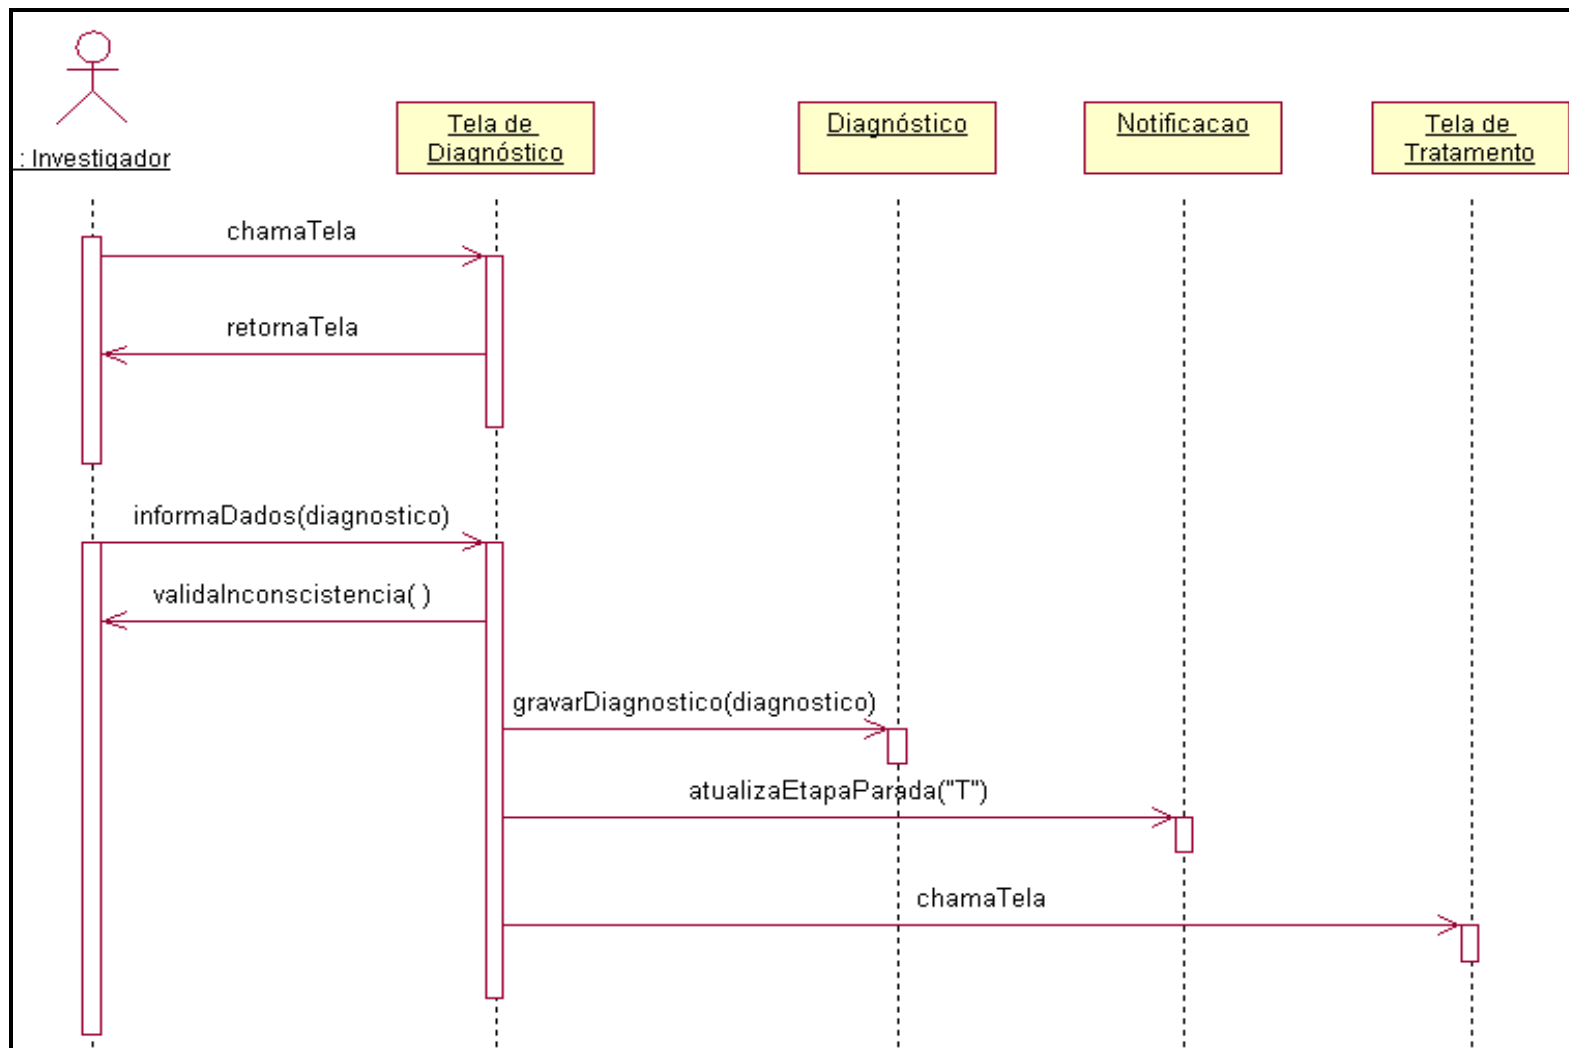 : Investigador
Tela de
Diagnóstico
Diagnóstico
Notificacao
Tela de
Tratamento
chamaTela
retornaTela
informaDados(diagnostico)
validaInconscistencia( )
gravarDiagnostico(diagnostico)
atualizaEtapaParada("T")
chamaTela